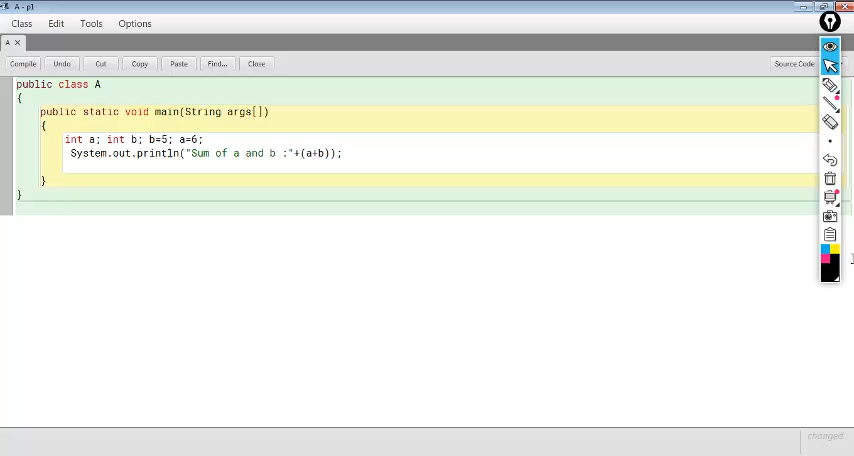 A - p1
Class Edit Tools Options
A
Compile Undo Cut Copy Paste Find... Close Source Code
public class A
{
public static void main(String args[])
{
int a; int b; b=5; a=6;
System.out.println("Sum of a and b :"+(a+b));
}
}
changed